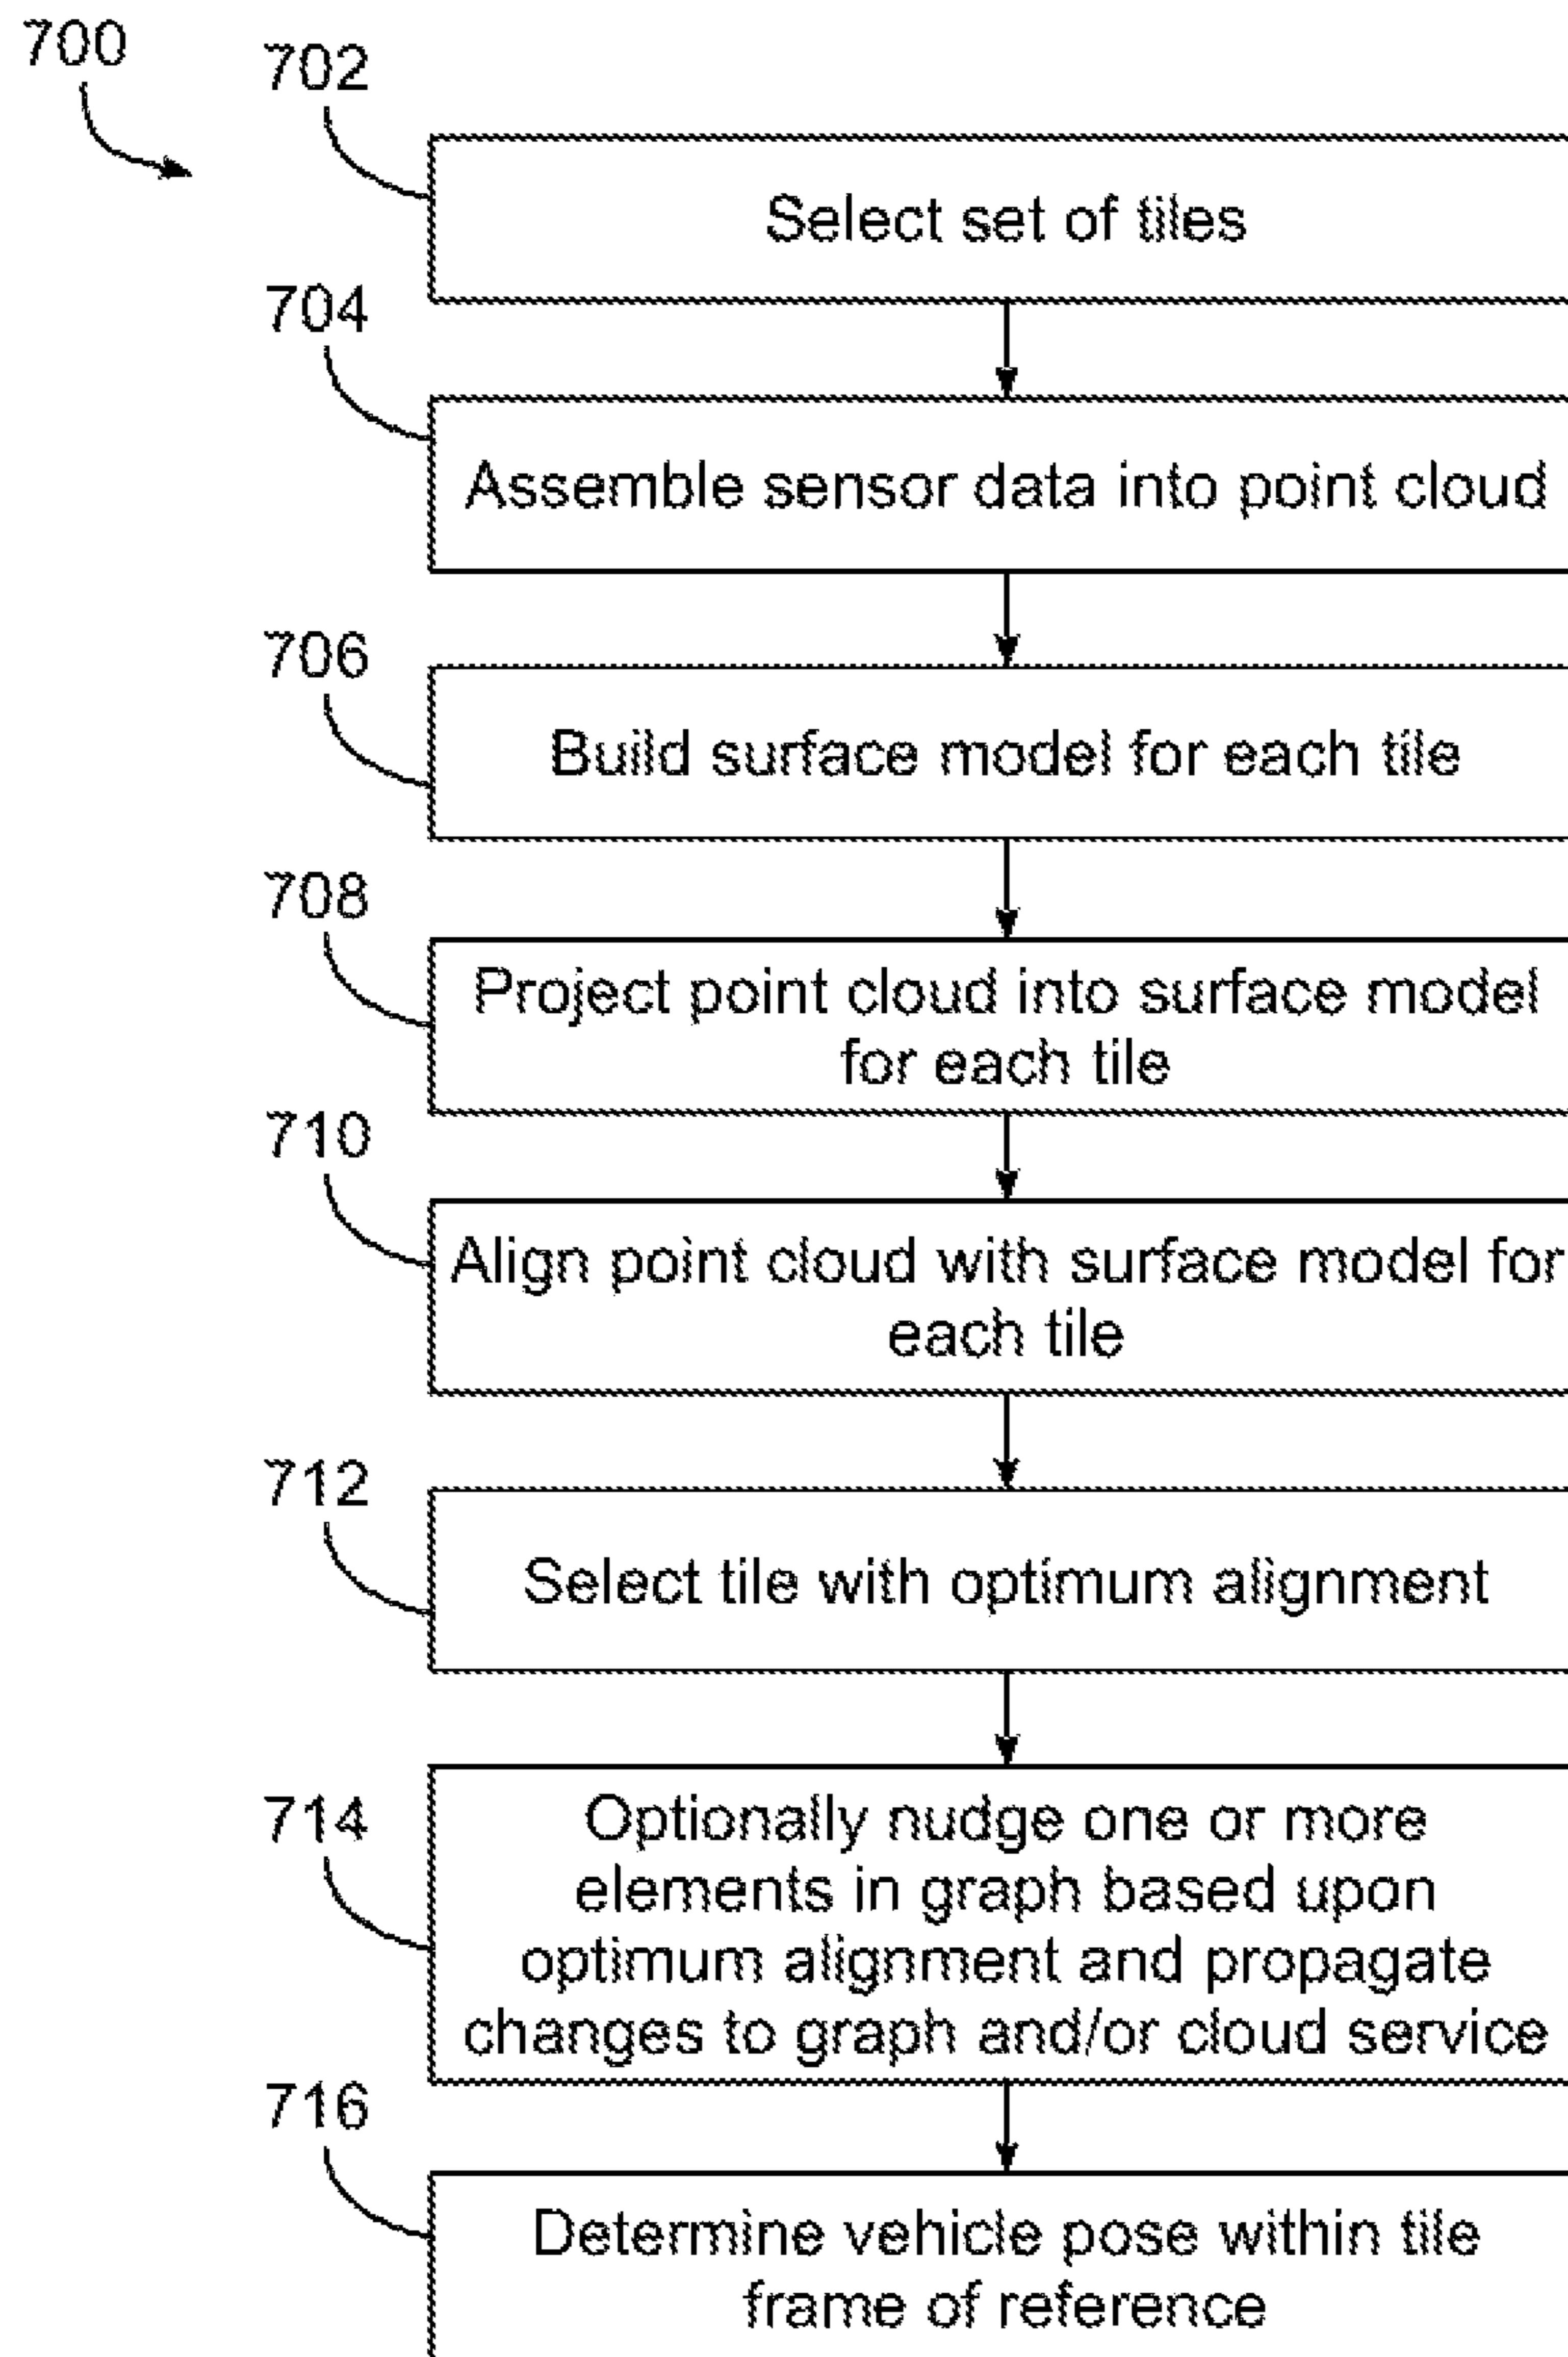 700
702
Select set of tiles
704
Assemble sensor data into point cloud
706
Build surface model for each tile
708
Project point cloud into surface model
for each tile
710
Align point cloud with surface model for
each tile
712
Select tile with optimum alignment
714
Optionally nudge one or more
elements in graph based upon
optimum alignment and propagate
changes to graph and/or cloud service
716
Determine vehicle pose within tile
frame of reference